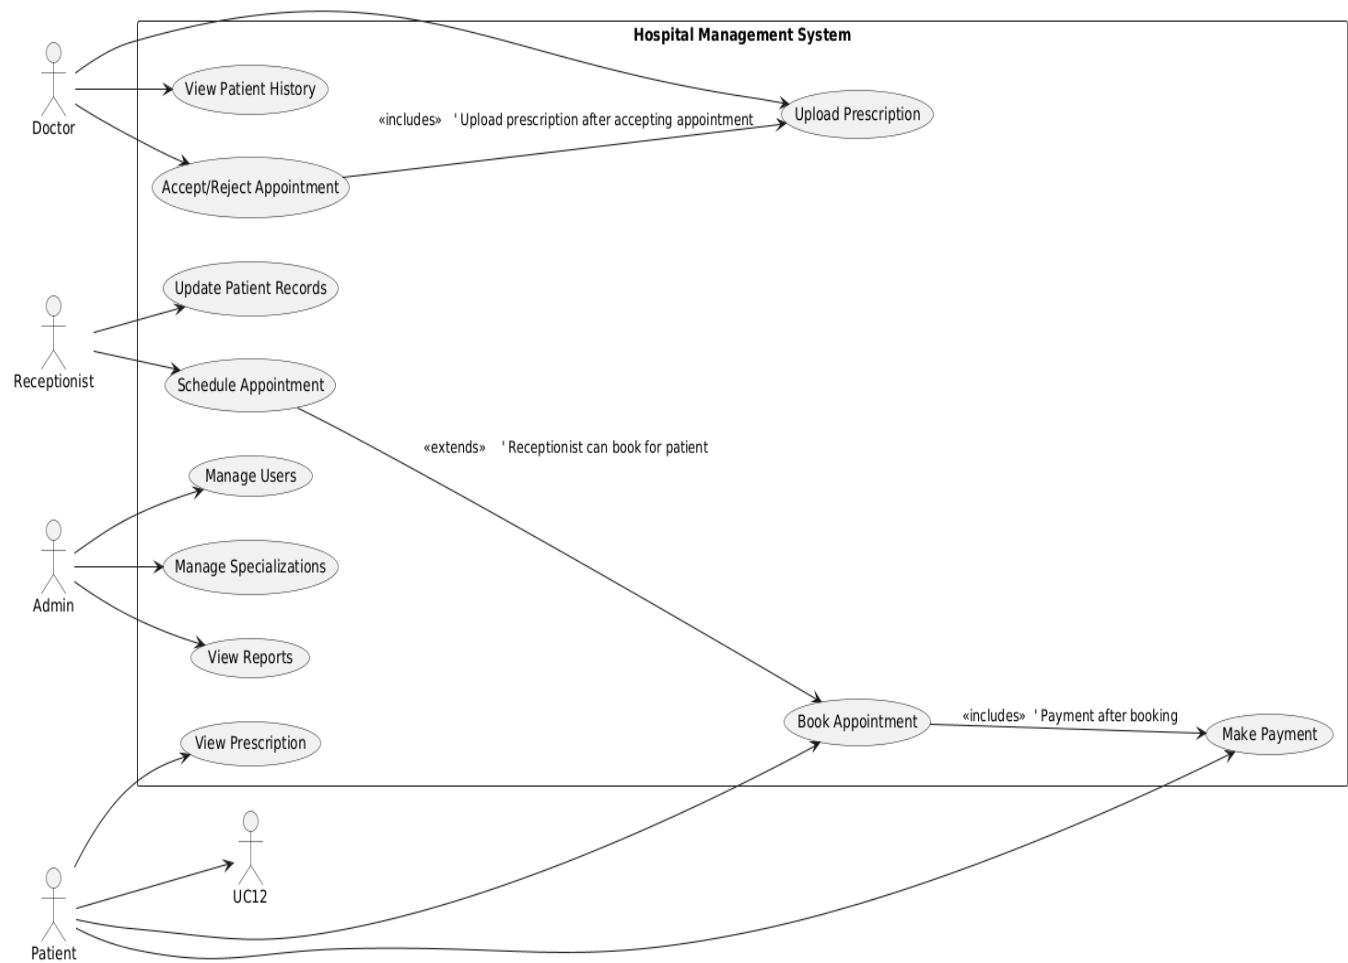 Hospital Management System
Doctor
View Patient History
Upload Prescription
«includes» ' Upload prescription after accepting appointment
Accept/Reject Appointment
Receptionist
Update Patient Records
Schedule Appointment
«extends» ' Receptionist can book for patient
Admin
Manage Users
Manage Specializations
View Reports
View Prescription
Book Appointment
«includes» ' Payment after booking
Make Payment
UC12
Patient